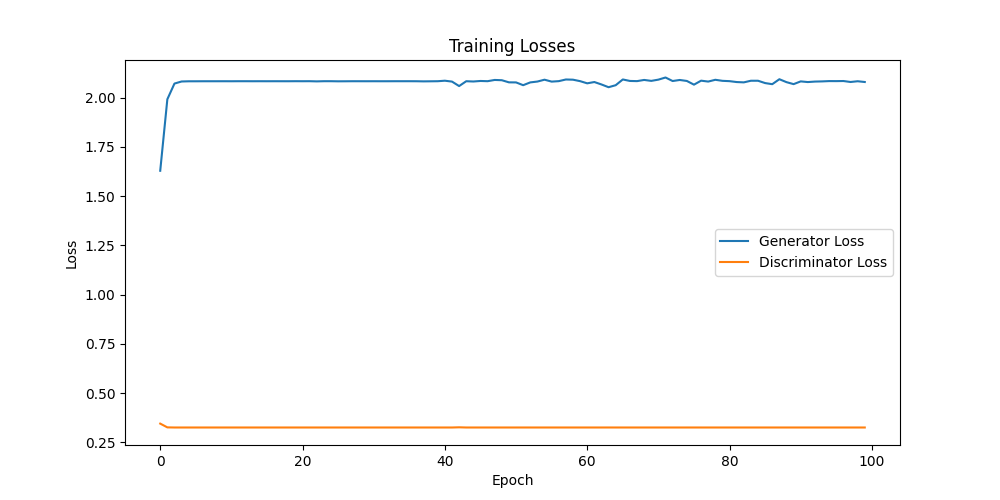 Training Losses
2.00
1.75
1.50
1.25
1.00
0.75
0.50
0.25
Loss
Generator Loss
Discriminator Loss
0 20 40 60 80 100
Epoch